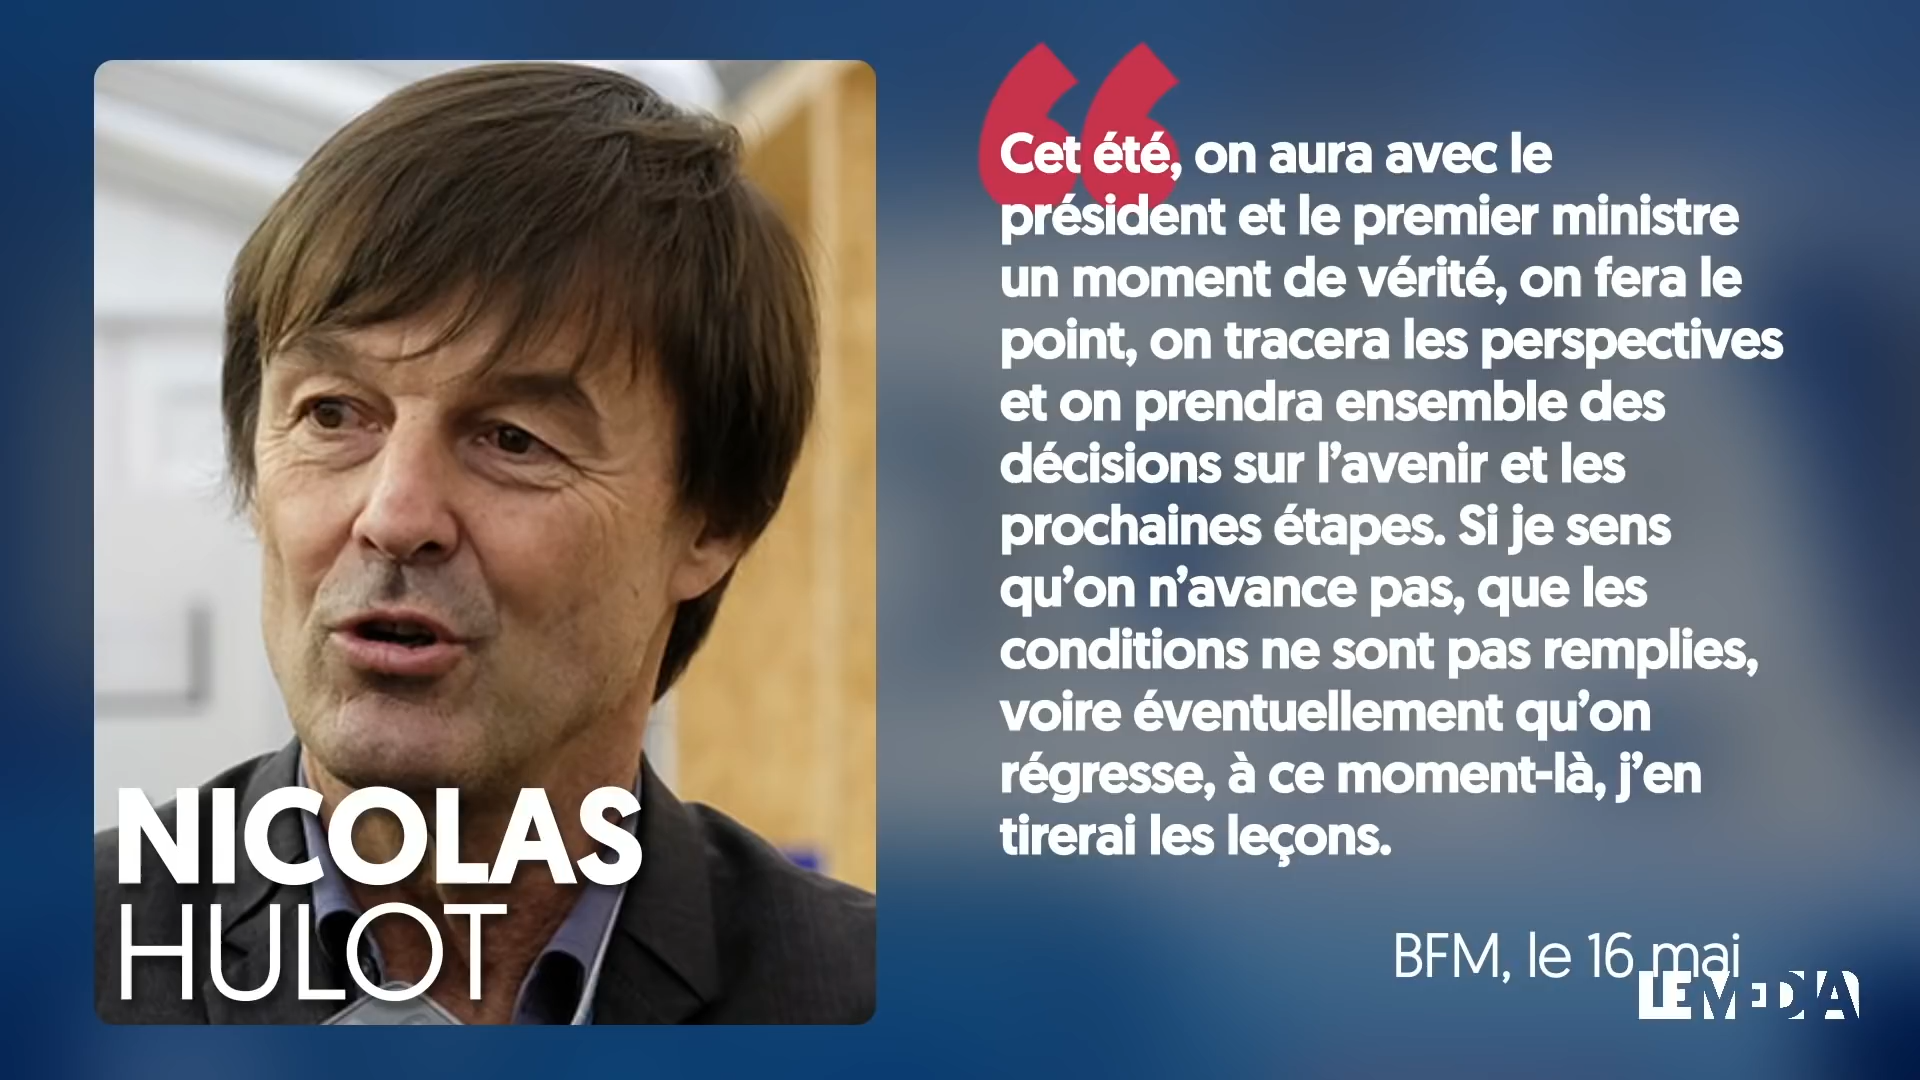 NICOLAS
HULOT
Cet été, on aura avec le
président et le premier ministre
un moment de vérité, on fera le
point, on tracera les perspectives
et on prendra ensemble des
décisions sur l’avenir et les
prochaines étapes. Si je sens
qu’on n’avance pas, que les
conditions ne sont pas remplies,
voire éventuellement qu’on
régresse, à ce moment-là, j’en
tirerai les leçons.
BFM, le 16 mai
LE MEDIA